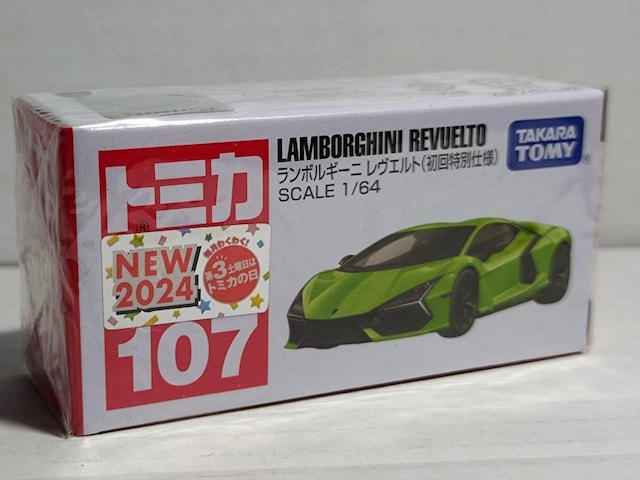 トミカ
®
NEW
2024
毎月わくわく!
第3土曜日は
トミカの日
107
LAMBORGHINI REVUELTO
ランボルギーニ レヴエルト(初回特別仕様)
SCALE 1/64
TAKARA
TOMY
®